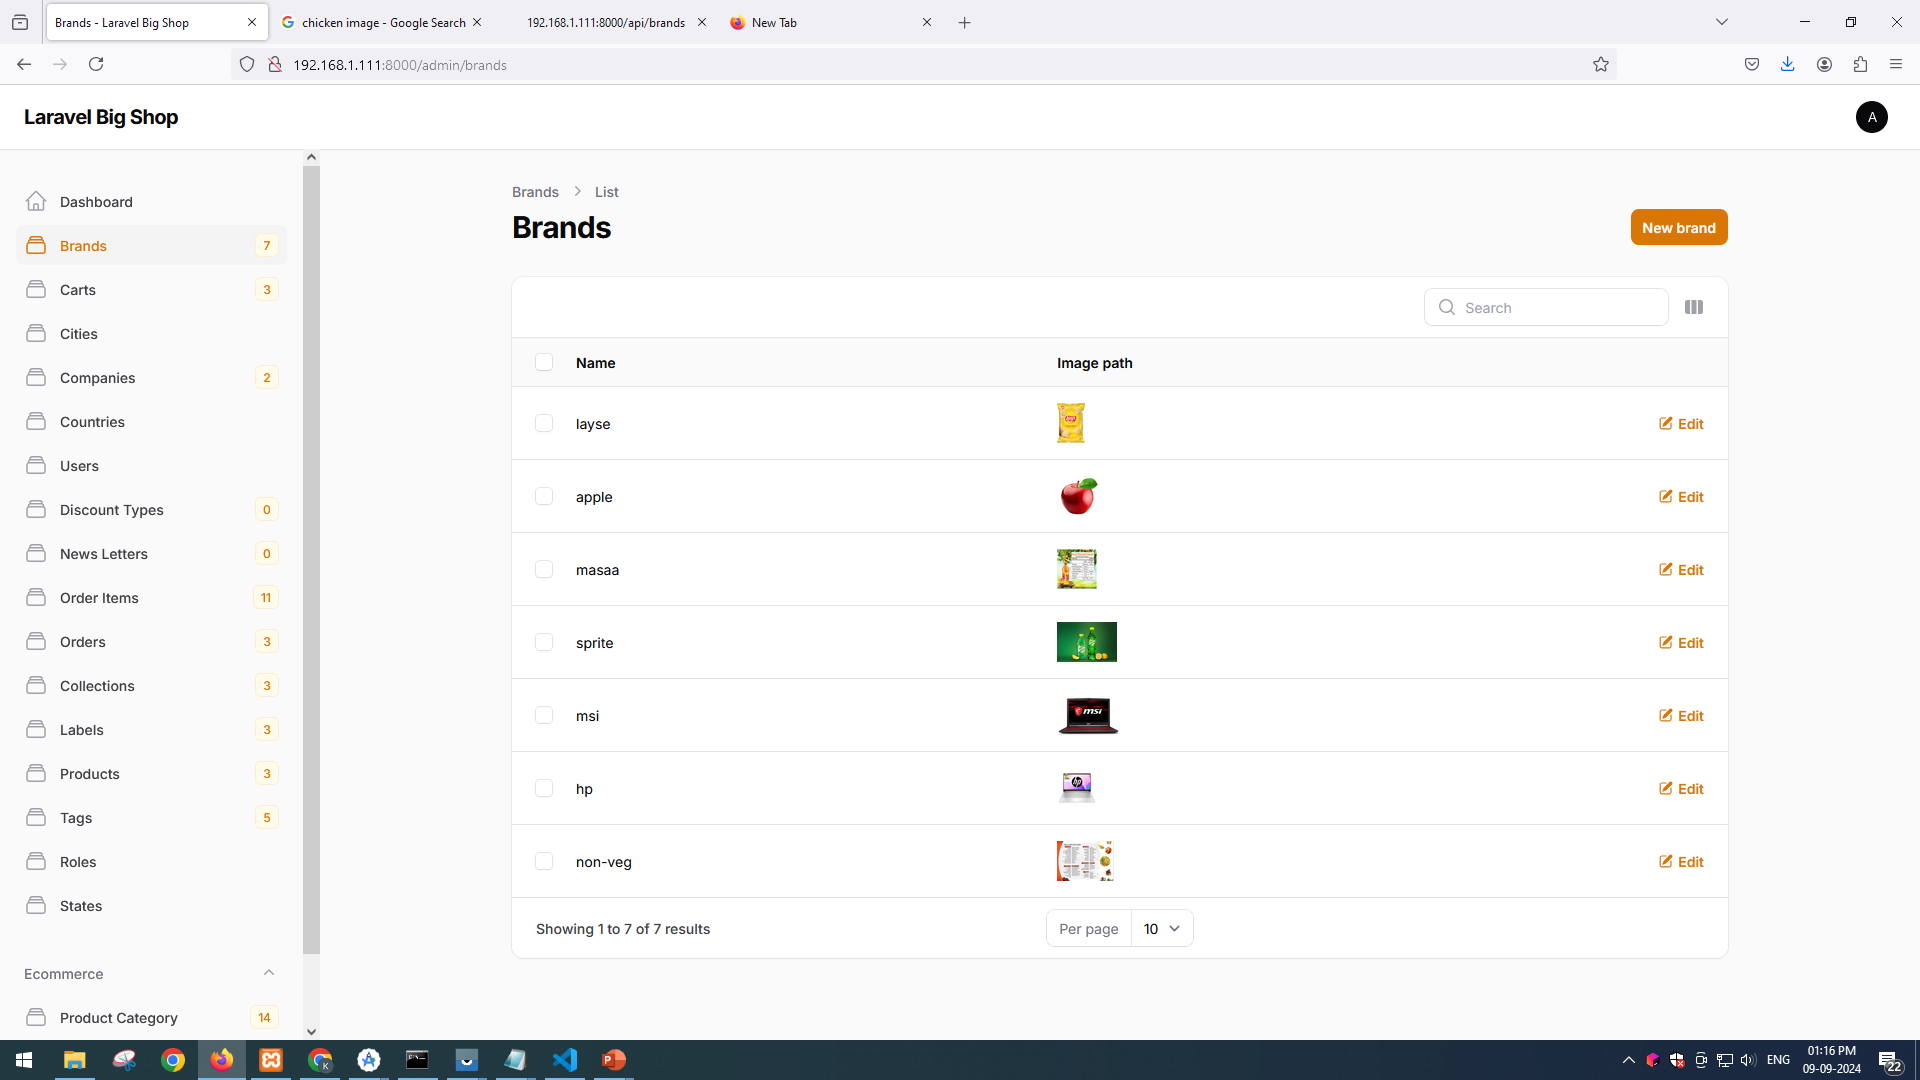 Brands - Laravel Big Shop
chicken image - Google Search
192.168.1.111:8000/api/brands
New Tab
192.168.1.111:8000/admin/brands
Laravel Big Shop
A
Dashboard
Brands 7
Carts 3
Cities
Companies 2
Countries
Users
Discount Types 0
News Letters 0
Order Items 11
Orders 3
Collections 3
Labels 3
Products 3
Tags 5
Roles
States
Ecommerce
Product Category 14
Brands > List
Brands
New brand
Search
Name Image path
layse Edit
apple Edit
masaa Edit
sprite Edit
msi msi Edit
hp hp Edit
non-veg Edit
Showing 1 to 7 of 7 results
Per page 10
K
ENG
01:16 PM
09-09-2024
22